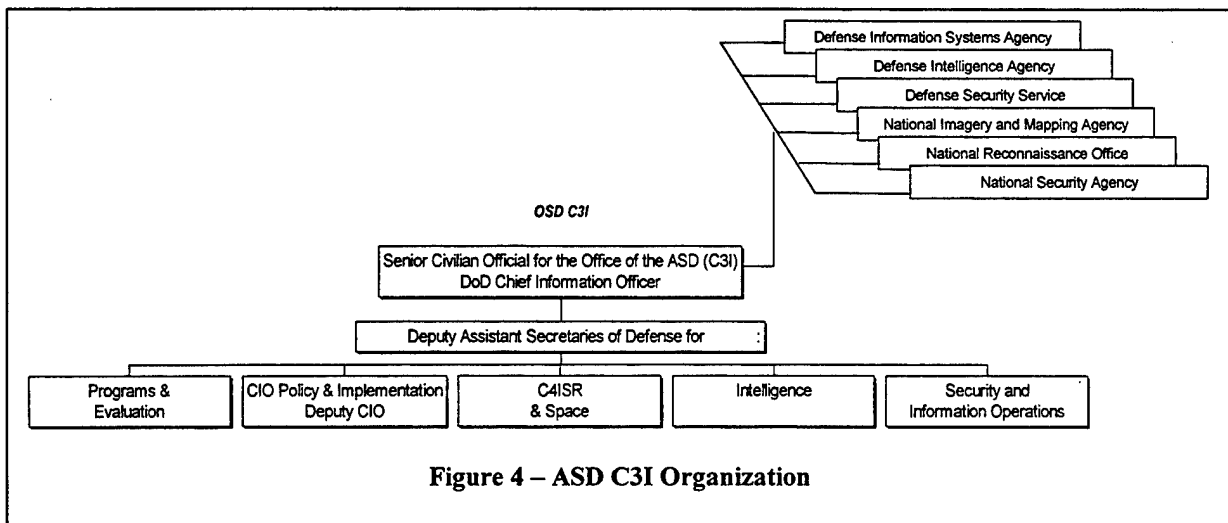 Defense Information Systems Agency
Defense Intelligence Agency
Defense Security Service
National Imagery and Mapping Agency
National Reconnaissance Office
National Security Agency
OSD C3I
Senior Civilian Official for the Office of the ASD (C3I)
DoD Chief Information Officer
Deputy Assistant Secretaries of Defense for :
Programs &
Evaluation
CIO Policy & Implementation
Deputy CIO
C4ISR
& Space
Intelligence
Security and
Information Operations
Figure 4 – ASD C3I Organization